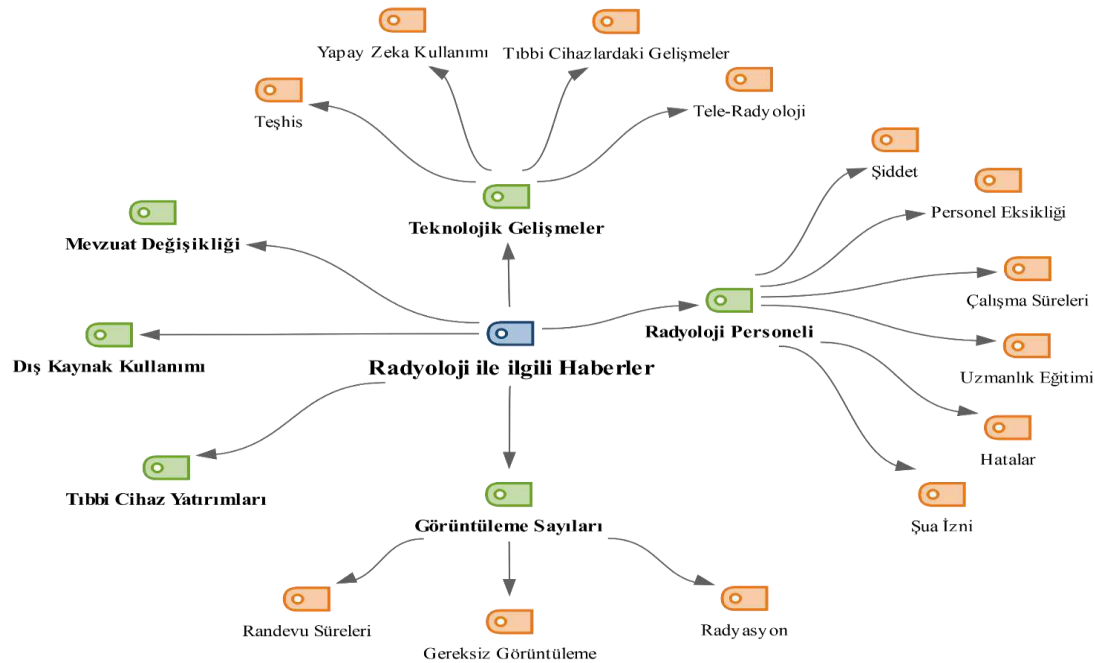 Yapay Zeka Kullanımı
Tıbbi Cihazlardaki Gelişmeler
Teşhis
Tele-Radyoloji
Şiddet
Teknolojik Gelişmeler
Personel Eksikliği
Mevzuat Değişikliği
Çalışma Süreleri
Radyoloji Personeli
Dış Kaynak Kullanımı
Radyoloji ile ilgili Haberler
Uzmanlık Eğitimi
Hatalar
Tıbbi Cihaz Yatırımları
Görüntüleme Sayıları
Şua İzni
Randevu Süreleri
Gereksiz Görüntüleme
Radyasyon